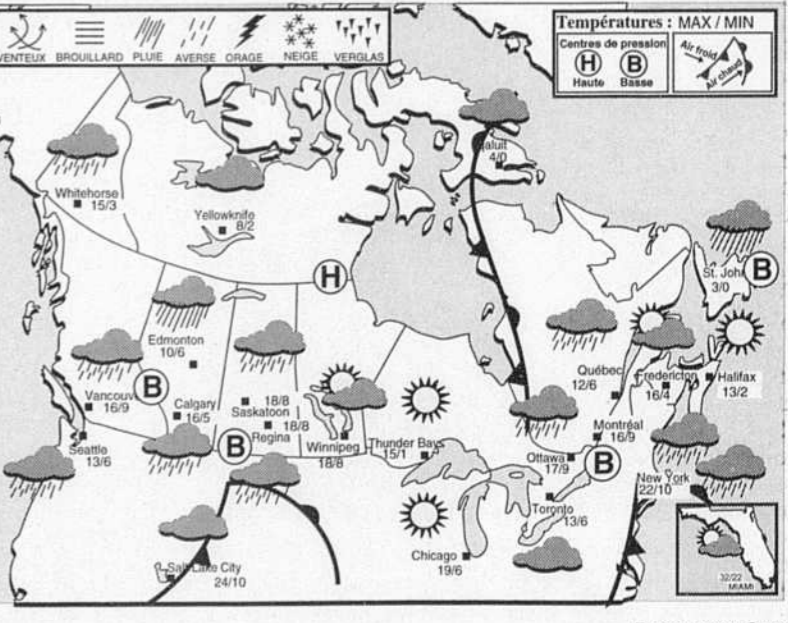 VENTEUX BROUILLARD PLUIE AVERSE ORAGE NEIGE VERGLAS
Températures : MAX / MIN
Centres de pression
H B
Haute Basse
Air froid
Air chaud
aluit
4/0
Whitehorse
15/3
Yellowknife
8/2
H
St. Joh
B
3/0
Edmonton
10/6
B
Vancouv
16/9
Calgary
16/5
18/8
Saskatoon
18/8
Regina
B
Seattle
13/6
Winnipeg
18/8
Thunder Bay
15/1
Québec
12/6
Fredericton
16/4
Halifax
13/2
Montréal
16/9
Ottawa
17/9
B
New York
22/10
Toronto
13/6
Chicago
19/6
Salt Lake City
24/10
32/22
MIAMI